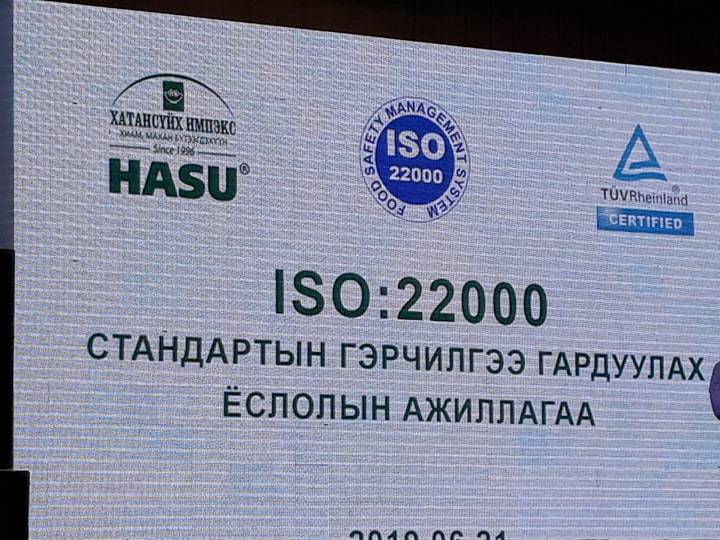 ХАТАНСҮЙХ ИМПЭКС
ХИАМ, МАХАН БҮТЭЭГДЭХҮҮН
Since 1996
HASU®
FOOD SAFETY MANAGEMENT SYSTEM
ISO
22000
TÜVRheinland®
CERTIFIED
ISO:22000
СТАНДАРТЫН ГЭРЧИЛГЭЭ ГАРДУУЛАХ
ЁСЛОЛЫН АЖИЛЛАГАА